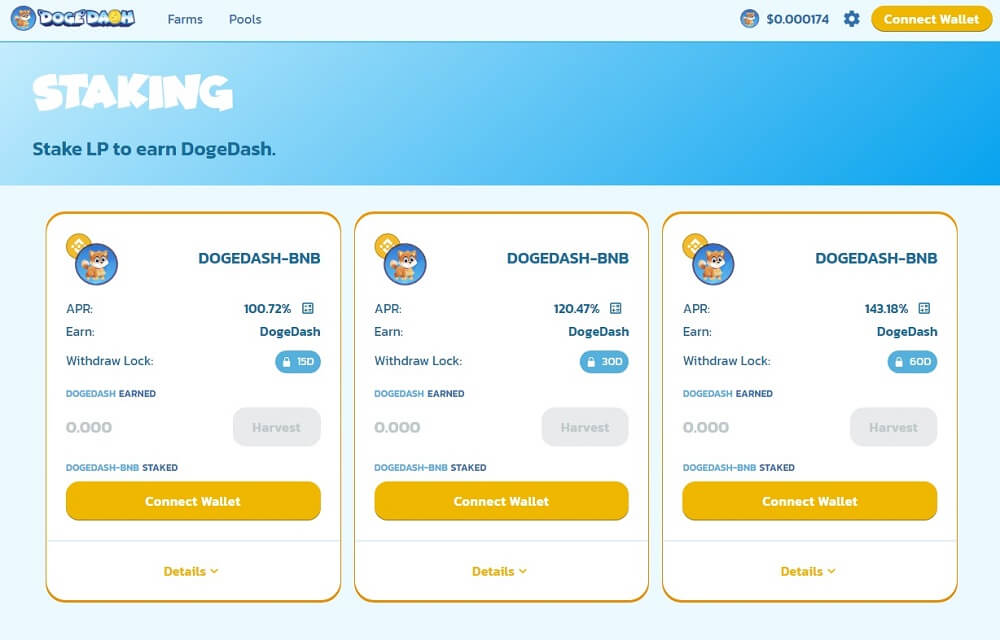 DOGEDASH Farms Pools $0.000174 Connect Wallet
STAKING
Stake LP to earn DogeDash.
DOGEDASH-BNB
APR: 100.72%
Earn: DogeDash
Withdraw Lock: 15D
DOGEDASH EARNED
0.000 Harvest
DOGEDASH-BNB STAKED
Connect Wallet
Details
DOGEDASH-BNB
APR: 120.47%
Earn: DogeDash
Withdraw Lock: 30D
DOGEDASH EARNED
0.000 Harvest
DOGEDASH-BNB STAKED
Connect Wallet
Details
DOGEDASH-BNB
APR: 143.18%
Earn: DogeDash
Withdraw Lock: 60D
DOGEDASH EARNED
0.000 Harvest
DOGEDASH-BNB STAKED
Connect Wallet
Details